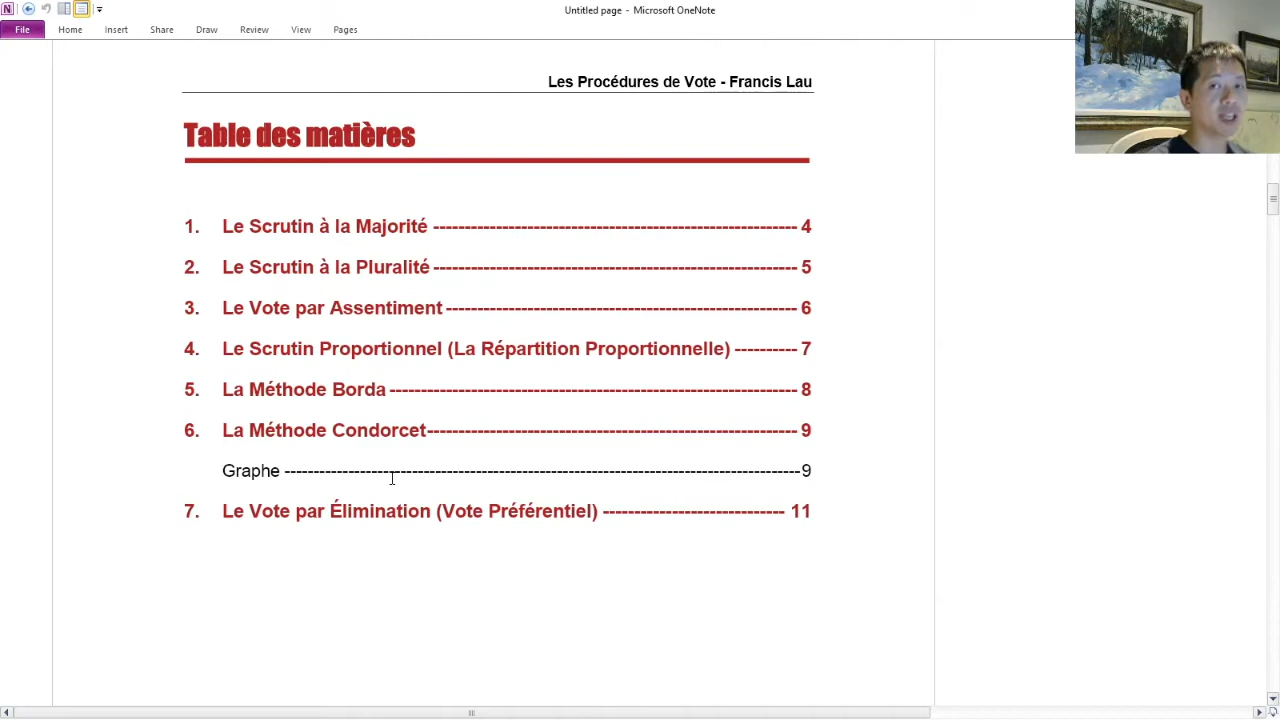 Untitled page - Microsoft OneNote
File Home Insert Share Draw Review View Pages
Les Procédures de Vote - Francis Lau
Table des matières
1. Le Scrutin à la Majorité ---------------------------------------------------------- 4
2. Le Scrutin à la Pluralité ---------------------------------------------------------- 5
3. Le Vote par Assentiment -------------------------------------------------------- 6
4. Le Scrutin Proportionnel (La Répartition Proportionnelle) ---------- 7
5. La Méthode Borda ----------------------------------------------------------------- 8
6. La Méthode Condorcet----------------------------------------------------------- 9
Graphe ------------------------------------------------------------------------------------------9
7. Le Vote par Élimination (Vote Préférentiel) ----------------------------- 11